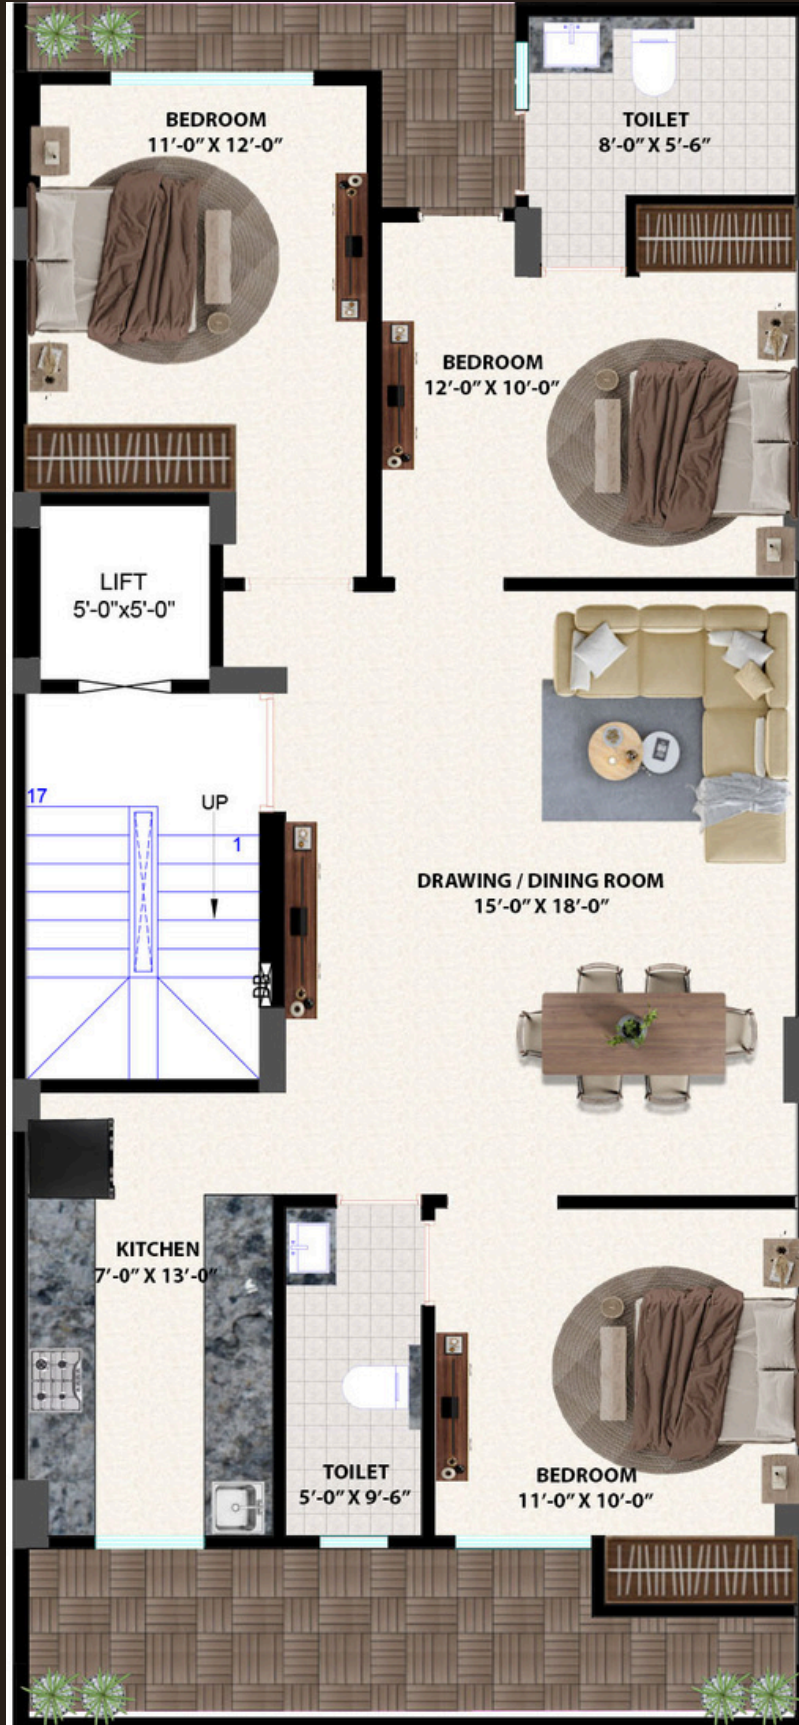 BEDROOM
11′-0″ X 12′-0″
TOILET
8′-0″ X 5′-6″
BEDROOM
12′-0″ X 10′-0″
LIFT
5'-0"x5'-0"
17
UP
1
DRAWING / DINING ROOM
15′-0″ X 18′-0″
DB
KITCHEN
7′-0″ X 13′-0″
TOILET
5′-0″ X 9′-6″
BEDROOM
11′-0″ X 10′-0″